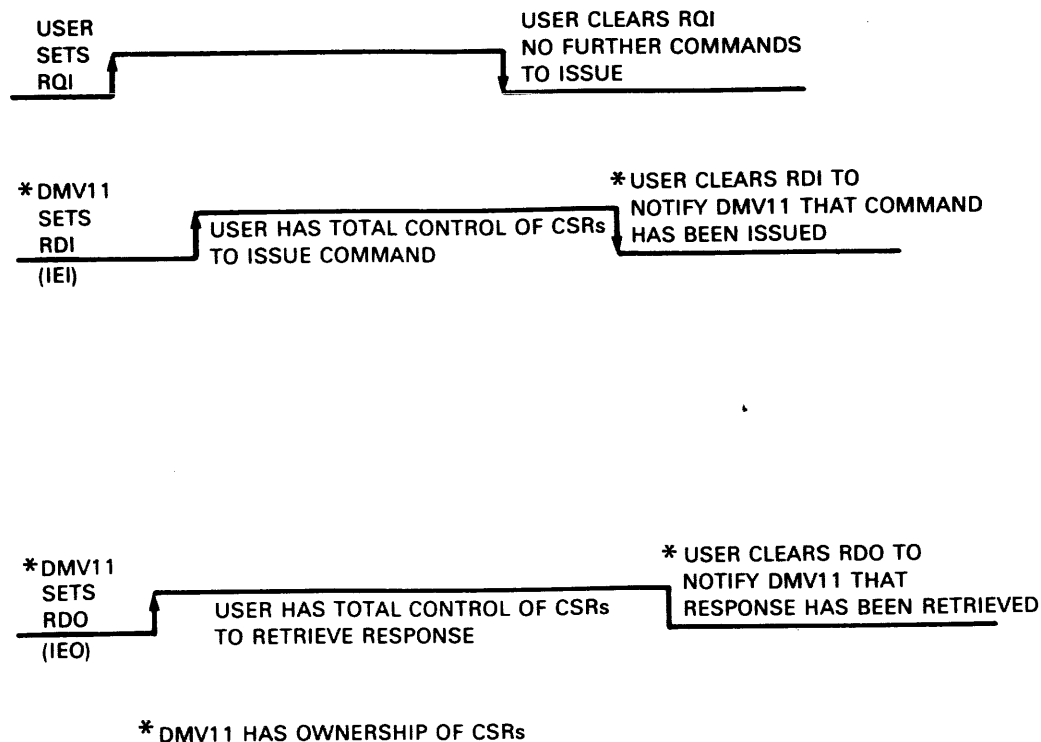 USER
SETS
RQI
USER CLEARS RQI
NO FURTHER COMMANDS
TO ISSUE
*DMV11
SETS
RDI
(IEI)
USER HAS TOTAL CONTROL OF CSRs
TO ISSUE COMMAND
*USER CLEARS RDI TO
NOTIFY DMV11 THAT COMMAND
HAS BEEN ISSUED
*DMV11
SETS
RDO
(IEO)
USER HAS TOTAL CONTROL OF CSRs
TO RETRIEVE RESPONSE
* USER CLEARS RDO TO
NOTIFY DMV11 THAT
RESPONSE HAS BEEN RETRIEVED
*DMV11 HAS OWNERSHIP OF CSRs